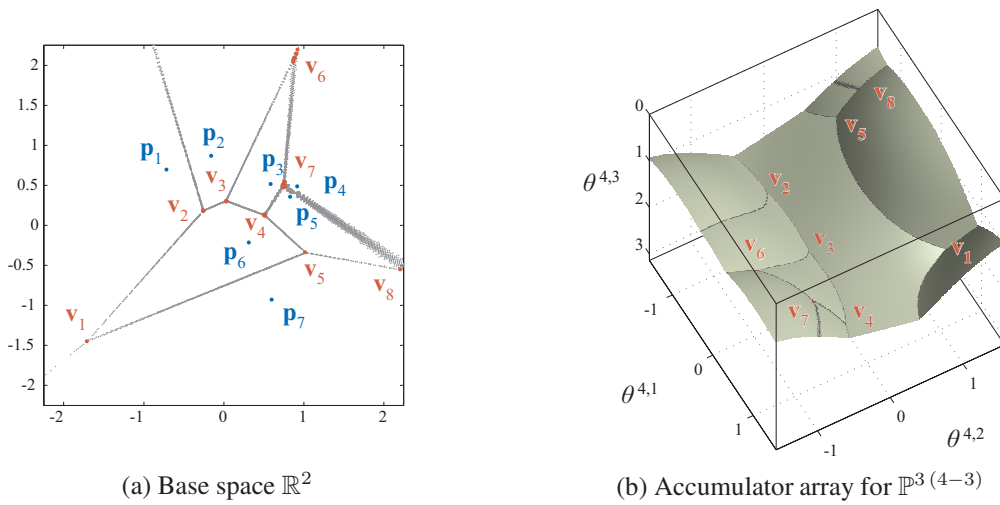 2
1.5
1
0.5
0
-0.5
-1
-1.5
-2
-2
-1
0
1
2
v₆
p₂
p₁
p₃
v₇
p₄
v₃
v₂
v₄
p₅
p₆
v₅
v₈
v₁
p₇
(a) Base space ℝ²
0
1
2
3
θ⁴,³
-1
0
1
θ⁴,¹
-1
0
1
θ⁴,²
v₈
v₅
v₂
v₆
v₃
v₁
v₇
v₄
(b) Accumulator array for ℙ³ ⁽⁴⁻³⁾